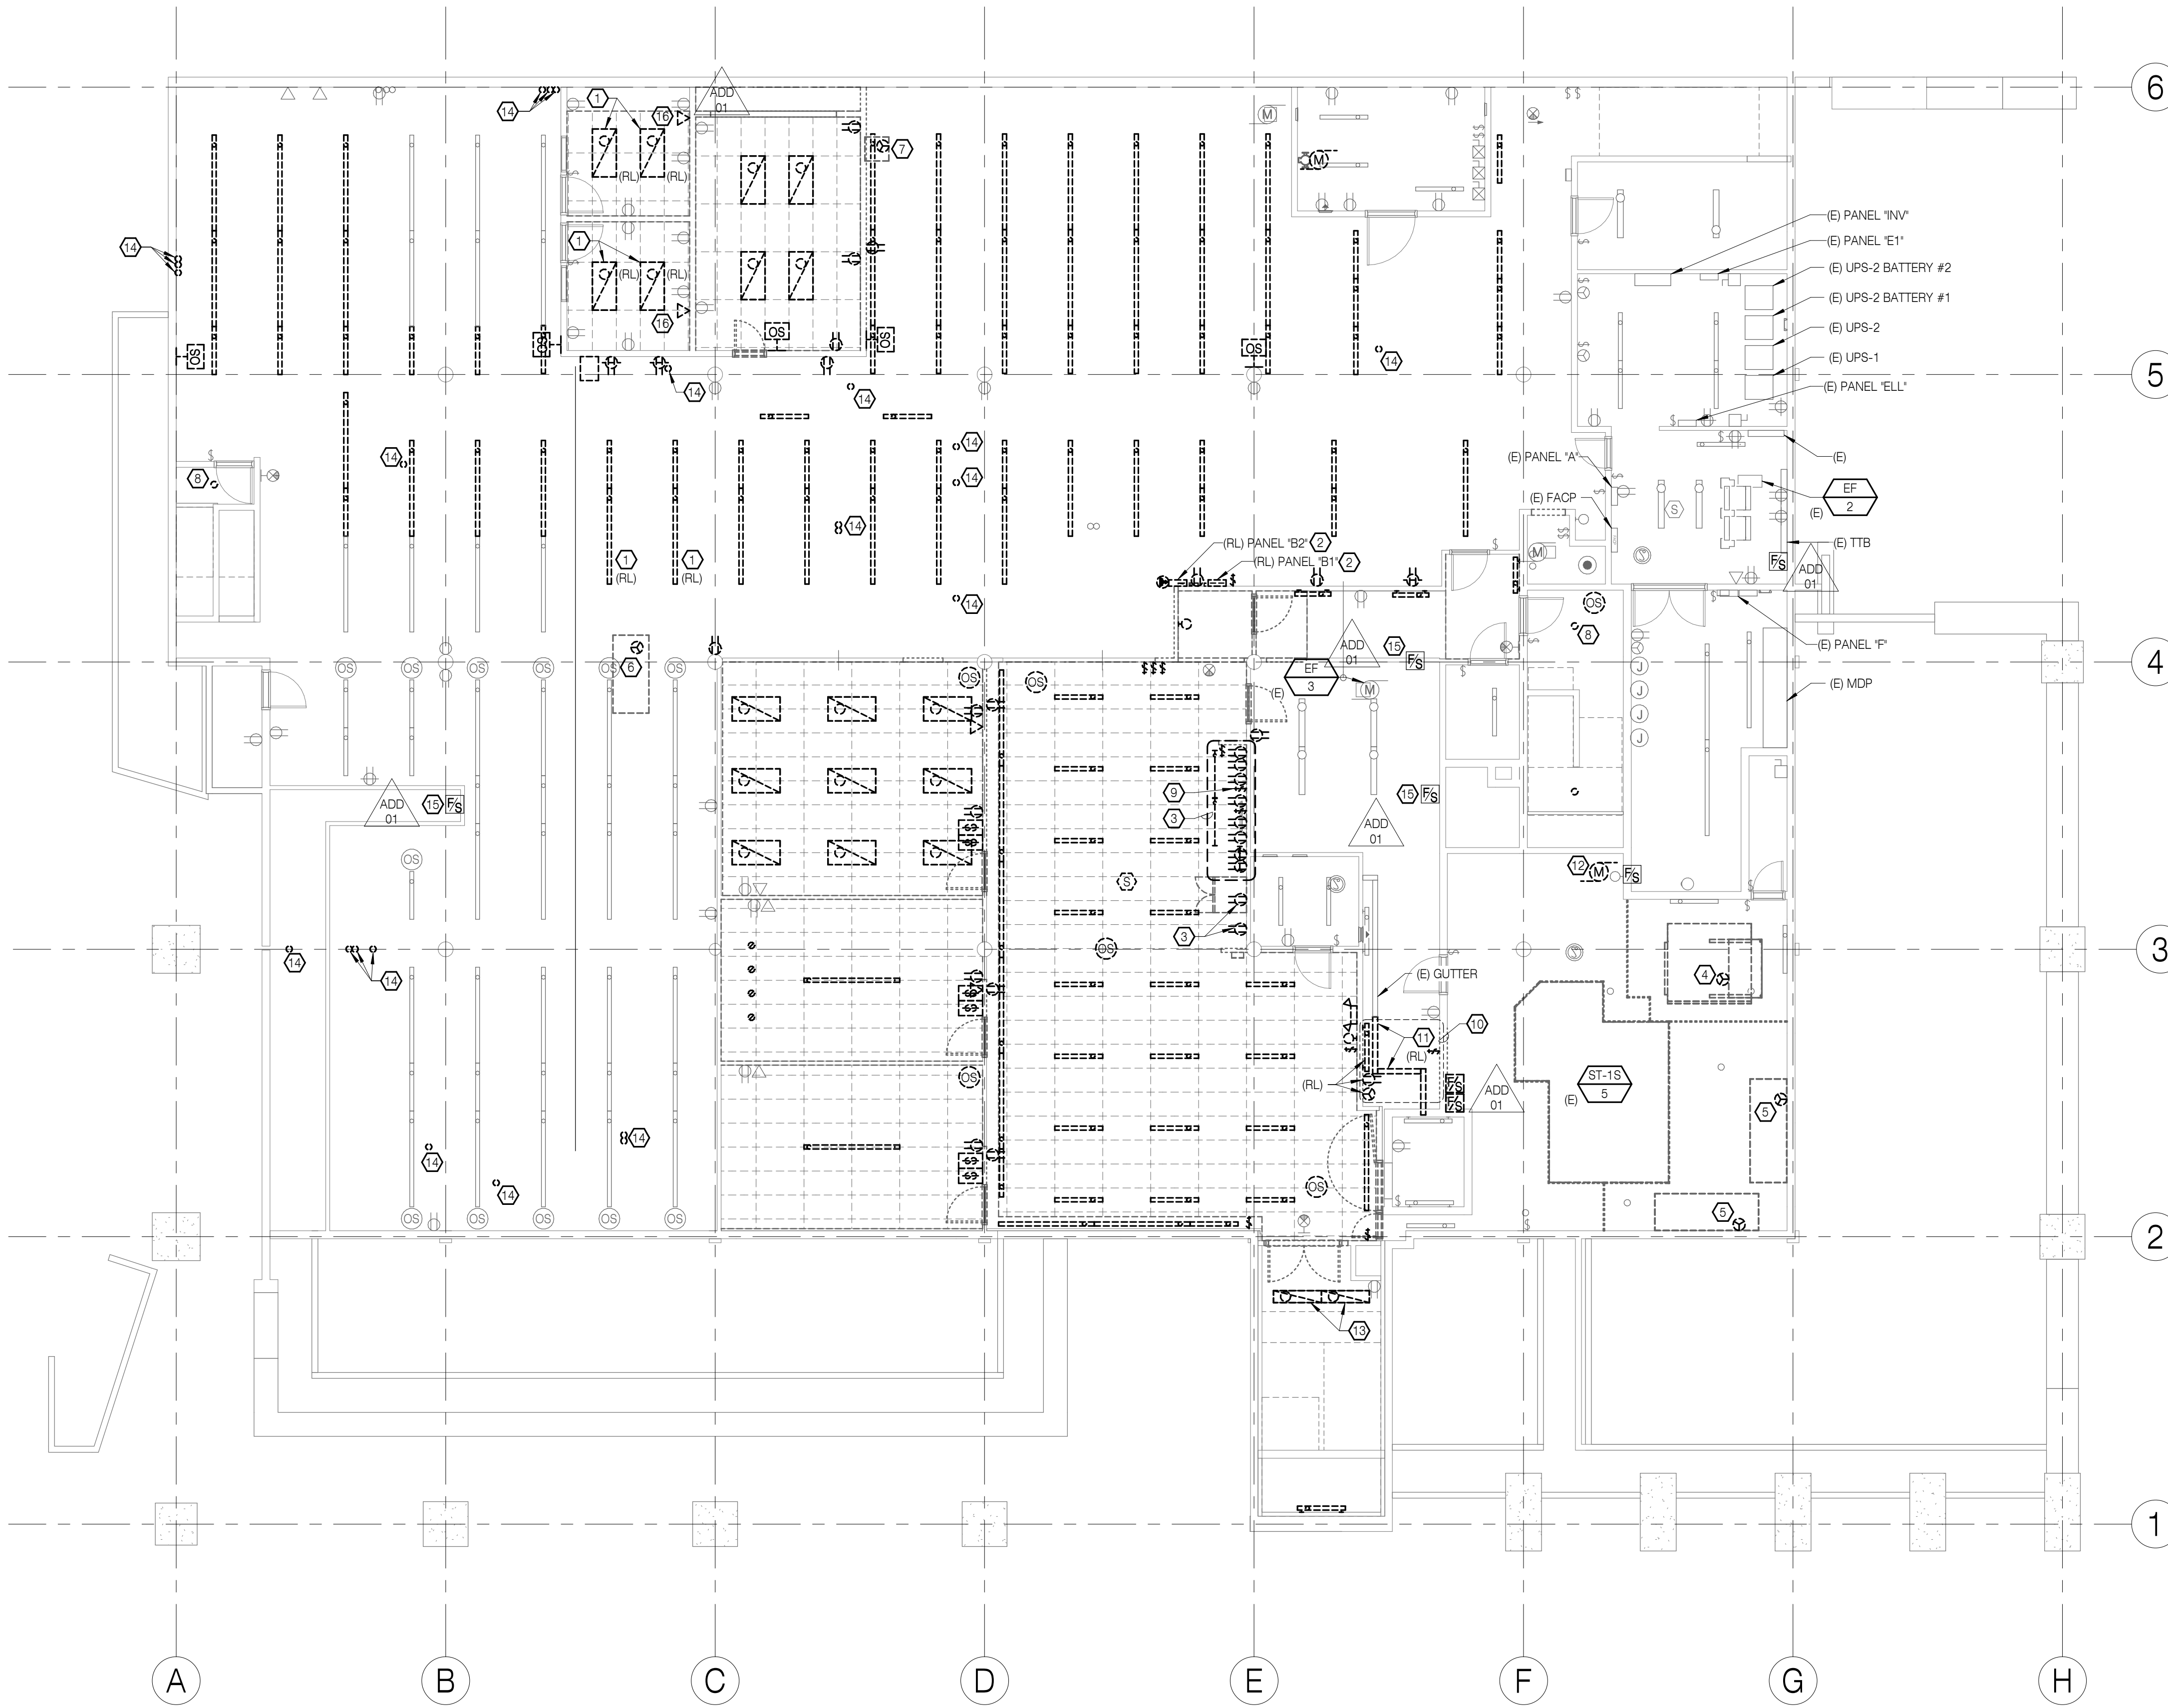 6
ADD
01
14
1
16
M
7
M
(RL) (RL)
(E) PANEL "INV"
14
1
(E) PANEL "E1"
(RL) (RL)
(E) UPS-2 BATTERY #2
(E) UPS-2 BATTERY #1
16
OS
(E) UPS-2
OS
OS
OS
OS
14
(E) UPS-1
5
14
14
(E) PANEL "ELL"
14
14
(E) PANEL "A"
(E)
8
14
EF
2
(E)
(E) FACP
S
14
(RL) PANEL "B2" 2
(E) TTB
1
(RL)
1
(RL)
(RL) PANEL "B1" 2
M
F/S
ADD
01
14
OS
8
ADD
01
15
F/S
(E) PANEL "F"
4
OS OS OS OS OS OS
6
OS
OS
EF
3
(E)
M
J
J
J
J
(E) MDP
$$$
ADD
01
15 F/S
9
15 F/S
3
ADD
01
OS
S
12 M F/S
3
14
14
OS
(E) GUTTER
4
3
10
11
(RL)
(RL)
OS
F/S
F/S
ADD
01
ST-1S
5
(E)
5
14
14
14
OS
5
OS OS OS OS OS
2
13
1
A B C D E F G H